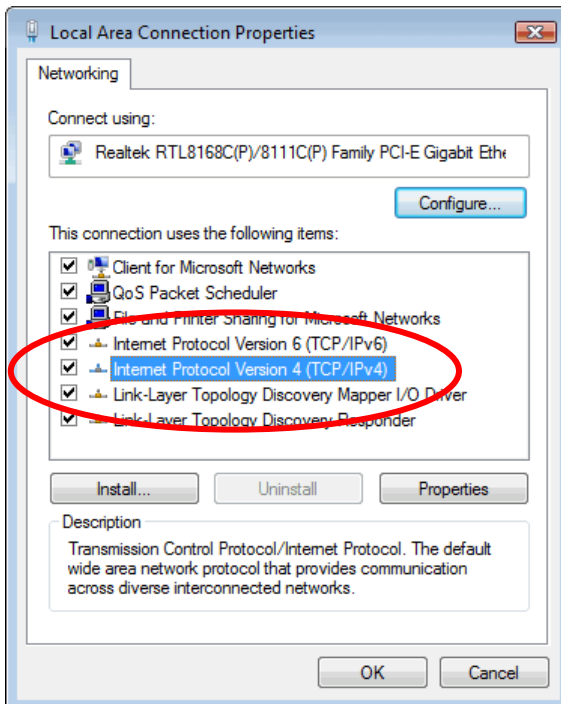 Local Area Connection Properties
Networking
Connect using:
Realtek RTL8168C(P)/8111C(P) Family PCI-E Gigabit Ethe
Configure...
This connection uses the following items:
Client for Microsoft Networks
QoS Packet Scheduler
File and Printer Sharing for Microsoft Networks
Internet Protocol Version 6 (TCP/IPv6)
Internet Protocol Version 4 (TCP/IPv4)
Link-Layer Topology Discovery Mapper I/O Driver
Link-Layer Topology Discovery Responder
Install... Uninstall Properties
Description
Transmission Control Protocol/Internet Protocol. The default
wide area network protocol that provides communication
across diverse interconnected networks.
OK Cancel